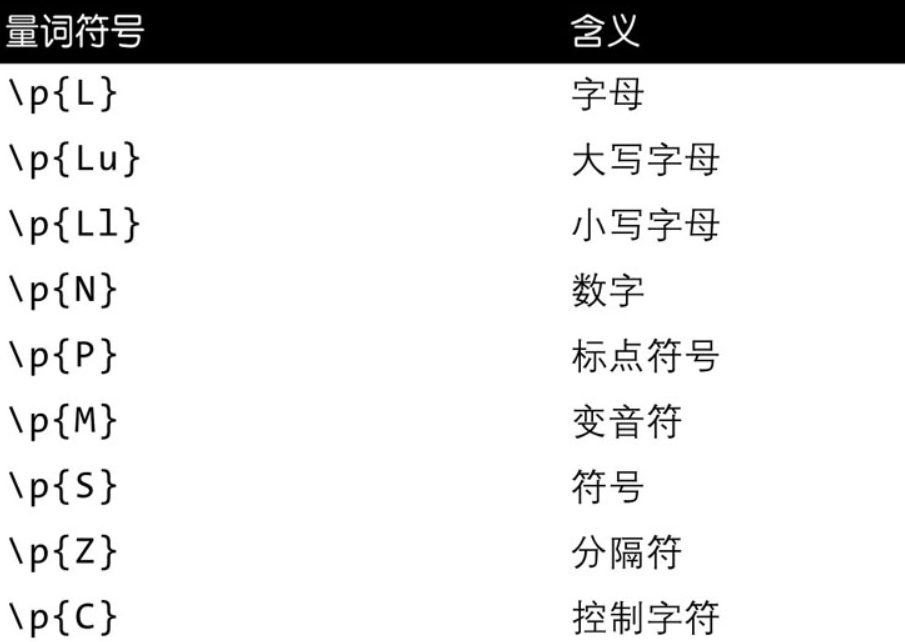 量词符号 含义
\p{L} 字母
\p{Lu} 大写字母
\p{Ll} 小写字母
\p{N} 数字
\p{P} 标点符号
\p{M} 变音符
\p{S} 符号
\p{Z} 分隔符
\p{C} 控制字符